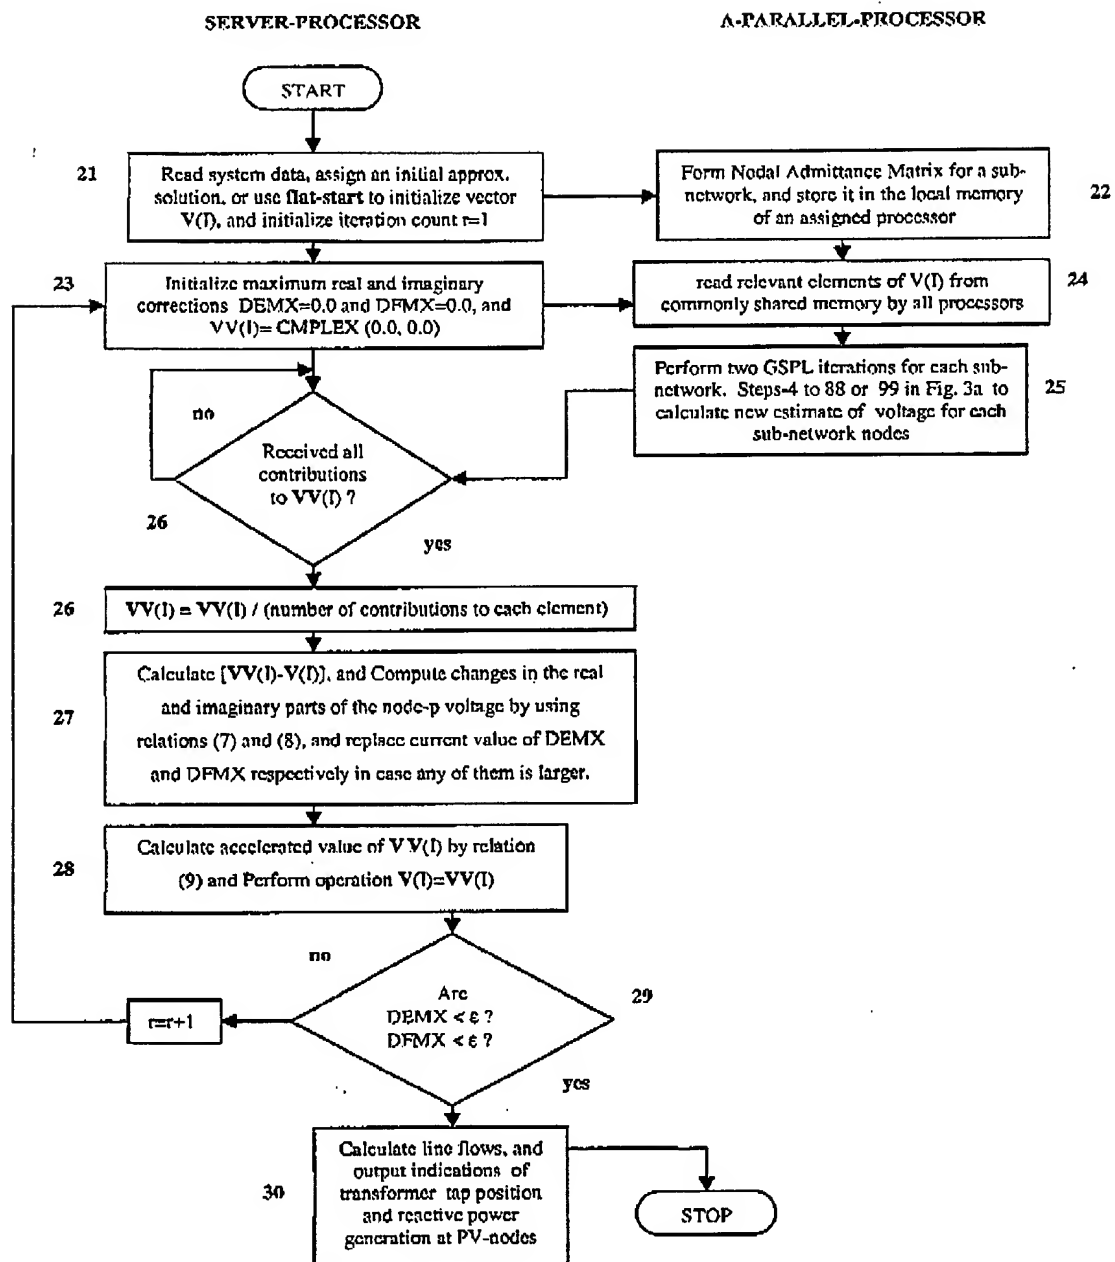 SERVER-PROCESSOR
A-PARALLEL-PROCESSOR
START
21
Read system data, assign an initial approx.
solution, or use flat-start to initialize vector
V(I), and initialize iteration count r=1
Form Nodal Admittance Matrix for a sub-
network, and store it in the local memory
of an assigned processor
22
23
Initialize maximum real and imaginary
corrections DEMX=0.0 and DFMX=0.0, and
VV(I)= CMPLEX (0.0, 0.0)
read relevant elements of V(I) from
commonly shared memory by all processors
24
Perform two GSPL iterations for each sub-
network. Steps-4 to 88 or 99 in Fig. 3a to
calculate new estimate of voltage for each
sub-network nodes
25
no
Received all
contributions
to VV(I) ?
26
yes
26
VV(I) = VV(I) / (number of contributions to each element)
27
Calculate [VV(I)-V(I)], and Compute changes in the real
and imaginary parts of the node-p voltage by using
relations (7) and (8), and replace current value of DEMX
and DFMX respectively in case any of them is larger.
28
Calculate accelerated value of VV(I) by relation
(9) and Perform operation V(I)=VV(I)
no
Are
DEMX < ε ?
DFMX < ε ?
29
r=r+1
yes
30
Calculate line flows, and
output indications of
transformer tap position
and reactive power
generation at PV-nodes
STOP